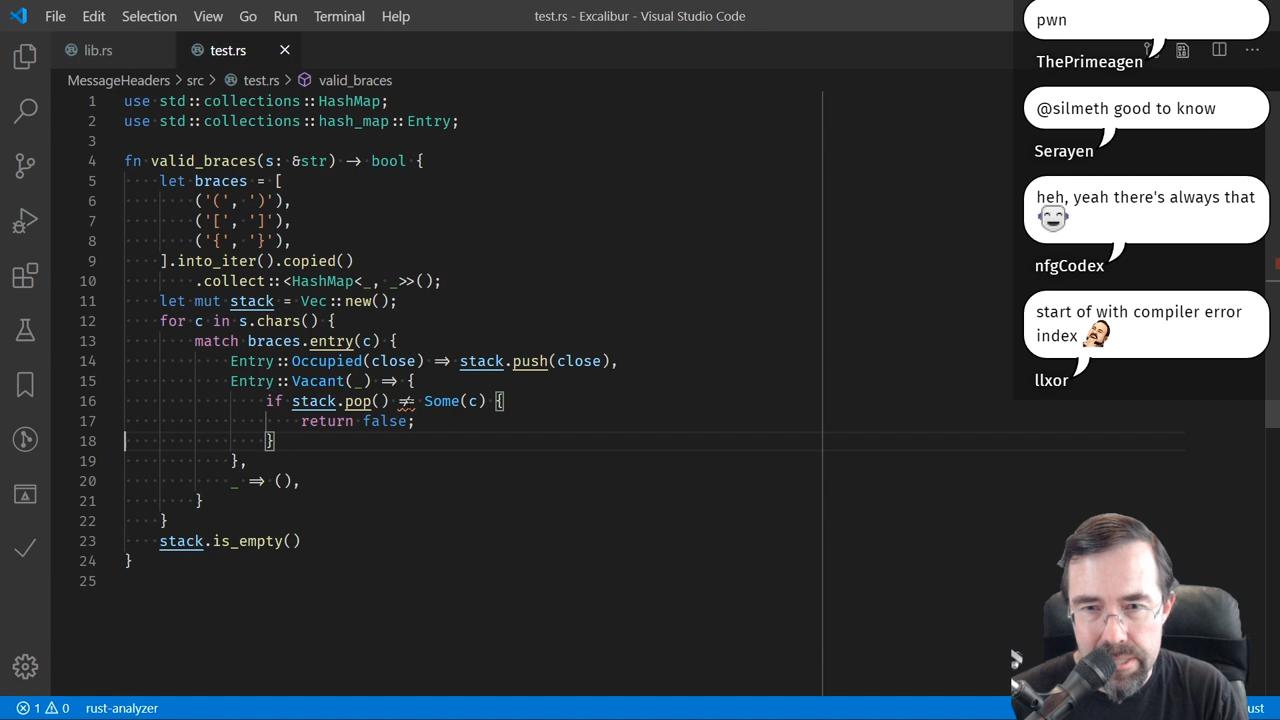 File Edit Selection View Go Run Terminal Help
test.rs - Excalibur - Visual Studio Code
lib.rs
test.rs
MessageHeaders > src > test.rs > valid_braces
1 use std::collections::HashMap;
2 use std::collections::hash_map::Entry;
3
4 fn valid_braces(s: &str) -> bool {
5 let braces = [
6 ('(', ')'),
7 ('[', ']'),
8 ('{', '}'),
9 ].into_iter().copied()
10 .collect::<HashMap<_, _>>();
11 let mut stack = Vec::new();
12 for c in s.chars() {
13 match braces.entry(c) {
14 Entry::Occupied(close) => stack.push(close),
15 Entry::Vacant(_) => {
16 if stack.pop() != Some(c) {
17 return false;
18 }
19 },
20 _ => (),
21 }
22 }
23 stack.is_empty()
24 }
25
pwn
ThePrimeagen
@silmeth good to know
Serayen
heh, yeah there's always that
nfgCodex
start of with compiler error
index
llxor
1 0 rust-analyzer